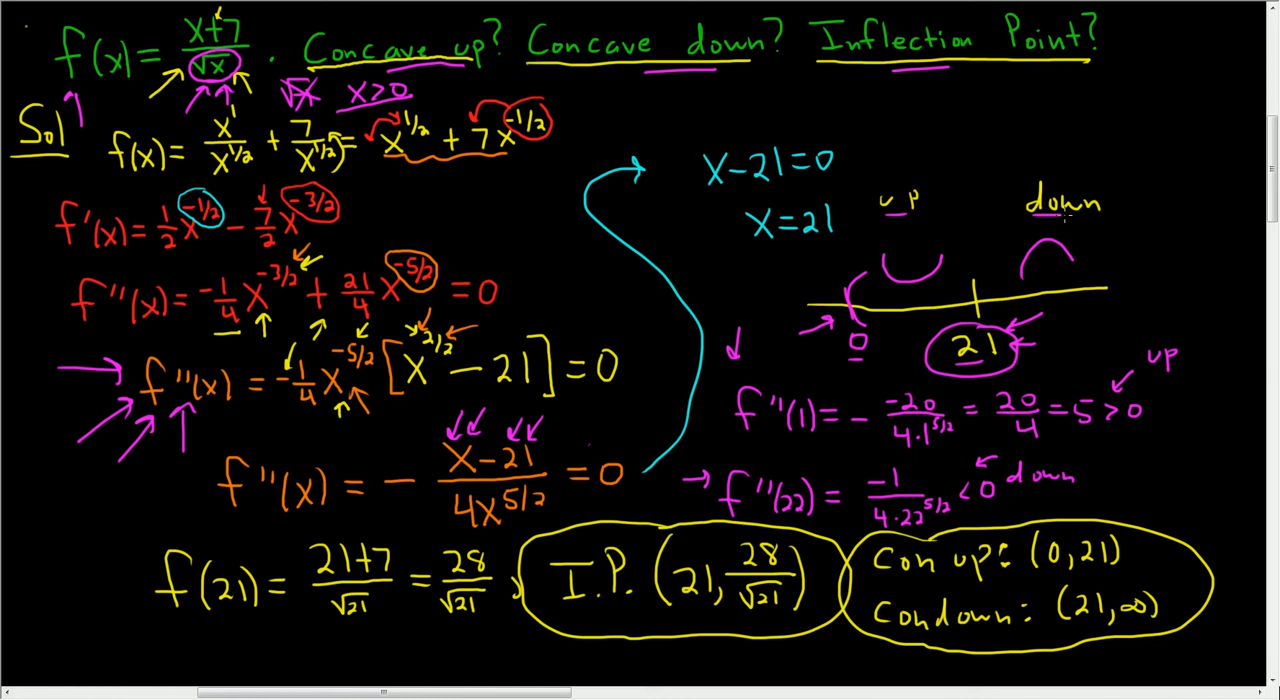 f(x) = x+7/√x . Concave up? Concave down? Inflection Point?
√x x>0
Sol
f(x) = x^1/x^1/2 + 7/x^1/2 = x^1/2 + 7x^-1/2
f'(x) = 1/2 x^-1/2 - 7/2 x^-3/2
f''(x) = -1/4 x^-3/2 + 21/4 x^-5/2 = 0
f''(x) = -1/4 x^-5/2 [x^2/2 - 21] = 0
f''(x) = - x-21/4x^5/2 = 0
x-21=0
x=21
up down
0 21
f''(1) = - -20/4·1^5/2 = 20/4 = 5 > 0 up
f''(22) = -1/4·22^5/2 < 0 down
f(21) = 21+7/√21 = 28/√21 , I.P. (21, 28/√21)
Con up: (0,21)
Con down: (21,∞)